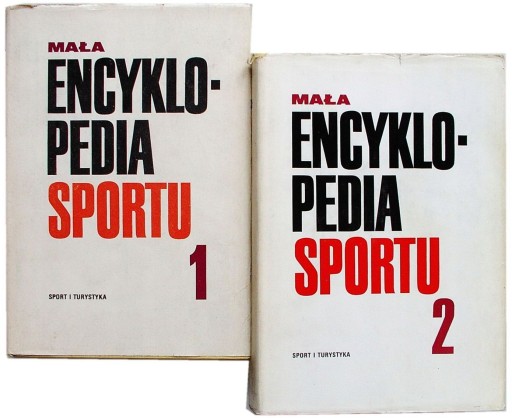 MAŁA
ENCYKLO-
PEDIA
SPORTU
1
SPORT I TURYSTYKA
MAŁA
ENCYKLO-
PEDIA
SPORTU
2
SPORT I TURYSTYKA